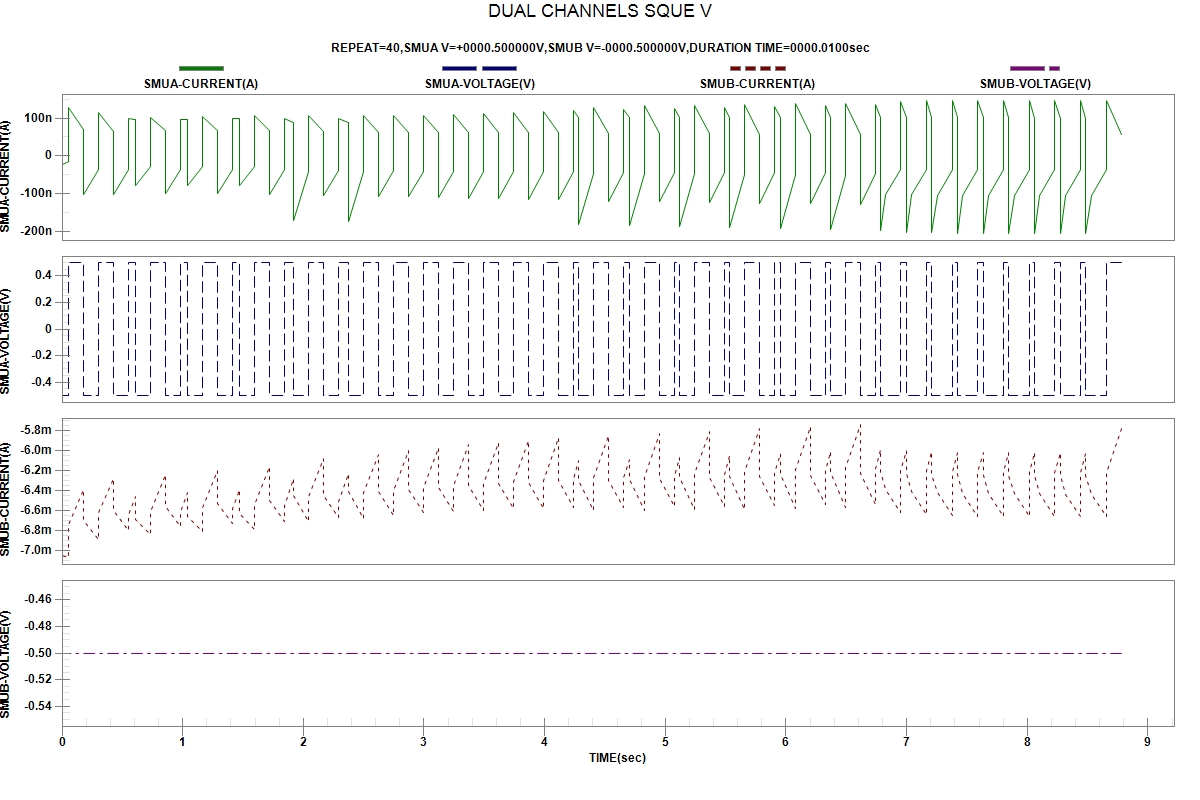 DUAL CHANNELS SQUE V
REPEAT=40,SMUA V=+0000.500000V,SMUB V=-0000.500000V,DURATION TIME=0000.0100sec
SMUA-CURRENT(A) SMUA-VOLTAGE(V) SMUB-CURRENT(A) SMUB-VOLTAGE(V)
SMUA-CURRENT(A)
100n
0
-100n
-200n
SMUA-VOLTAGE(V)
0.4
0.2
0
-0.2
-0.4
SMUB-CURRENT(A)
-5.8m
-6.0m
-6.2m
-6.4m
-6.6m
-6.8m
-7.0m
SMUB-VOLTAGE(V)
-0.46
-0.48
-0.50
-0.52
-0.54
0 1 2 3 4 5 6 7 8 9
TIME(sec)